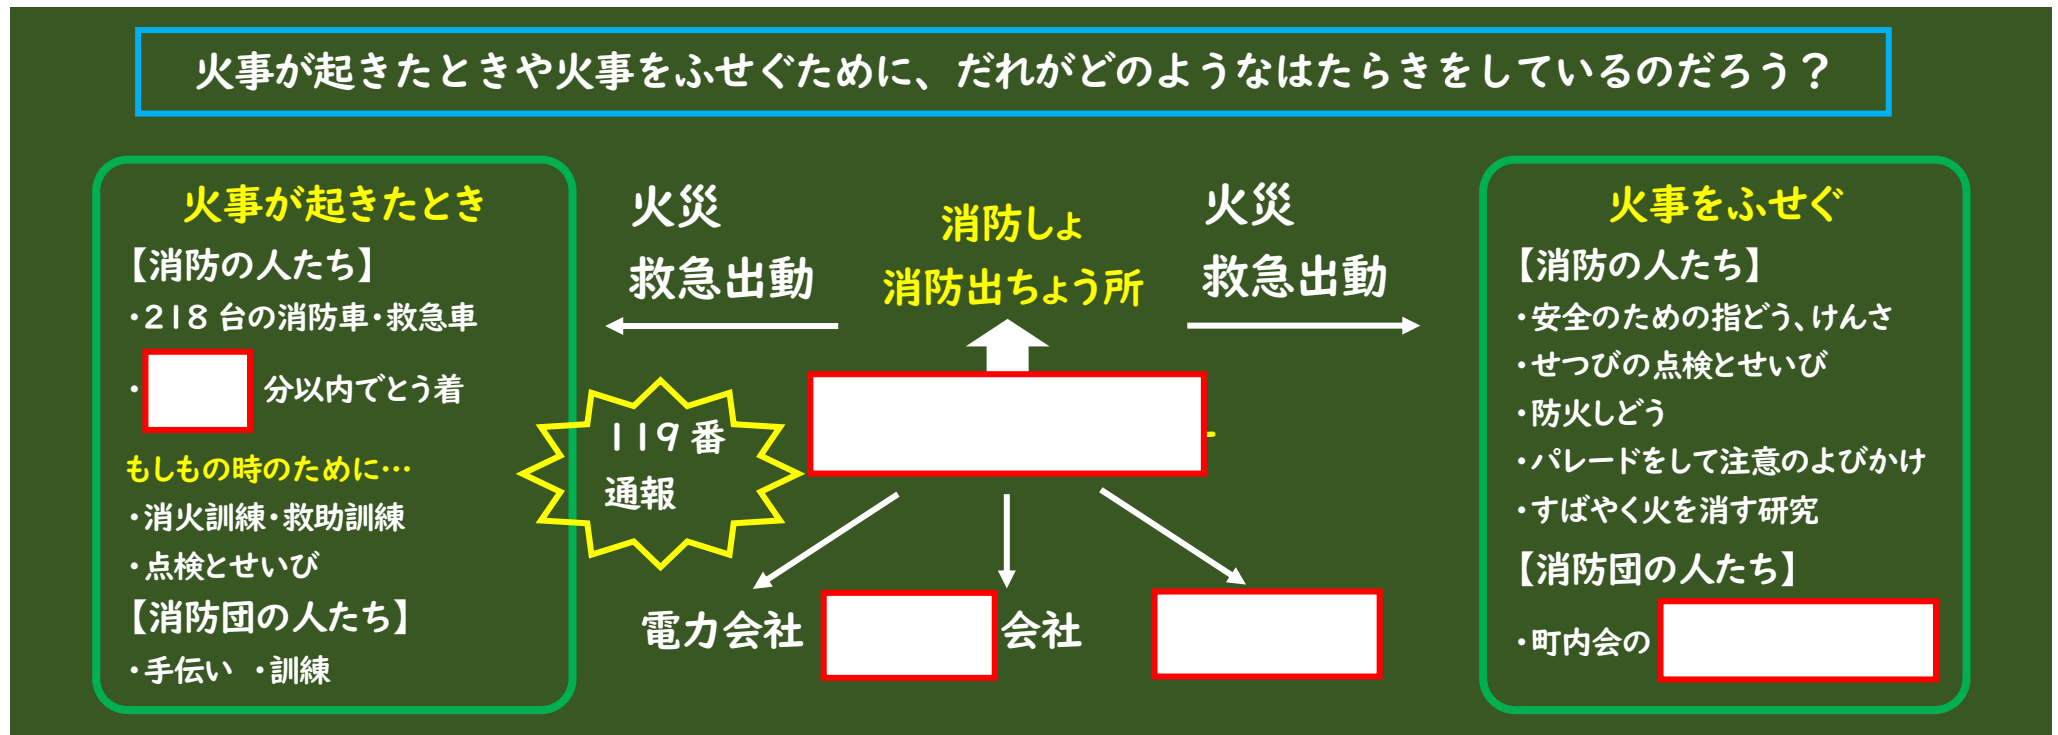 火事が起きたときや火事をふせぐために、だれがどのようなはたらきをしているのだろう？
火事が起きたとき
【消防の人たち】
・218台の消防車・救急車
・ 分以内でとう着
もしもの時のために…
・消火訓練・救助訓練
・点検とせいび
【消防団の人たち】
・手伝い ・訓練
火災
救急出動
消防しょ
消防出ちょう所
火災
救急出動
119番
通報
電力会社
会社
火事をふせぐ
【消防の人たち】
・安全のための指どう、けんさ
・せつびの点検とせいび
・防火しどう
・パレードをして注意のよびかけ
・すばやく火を消す研究
【消防団の人たち】
・町内会の